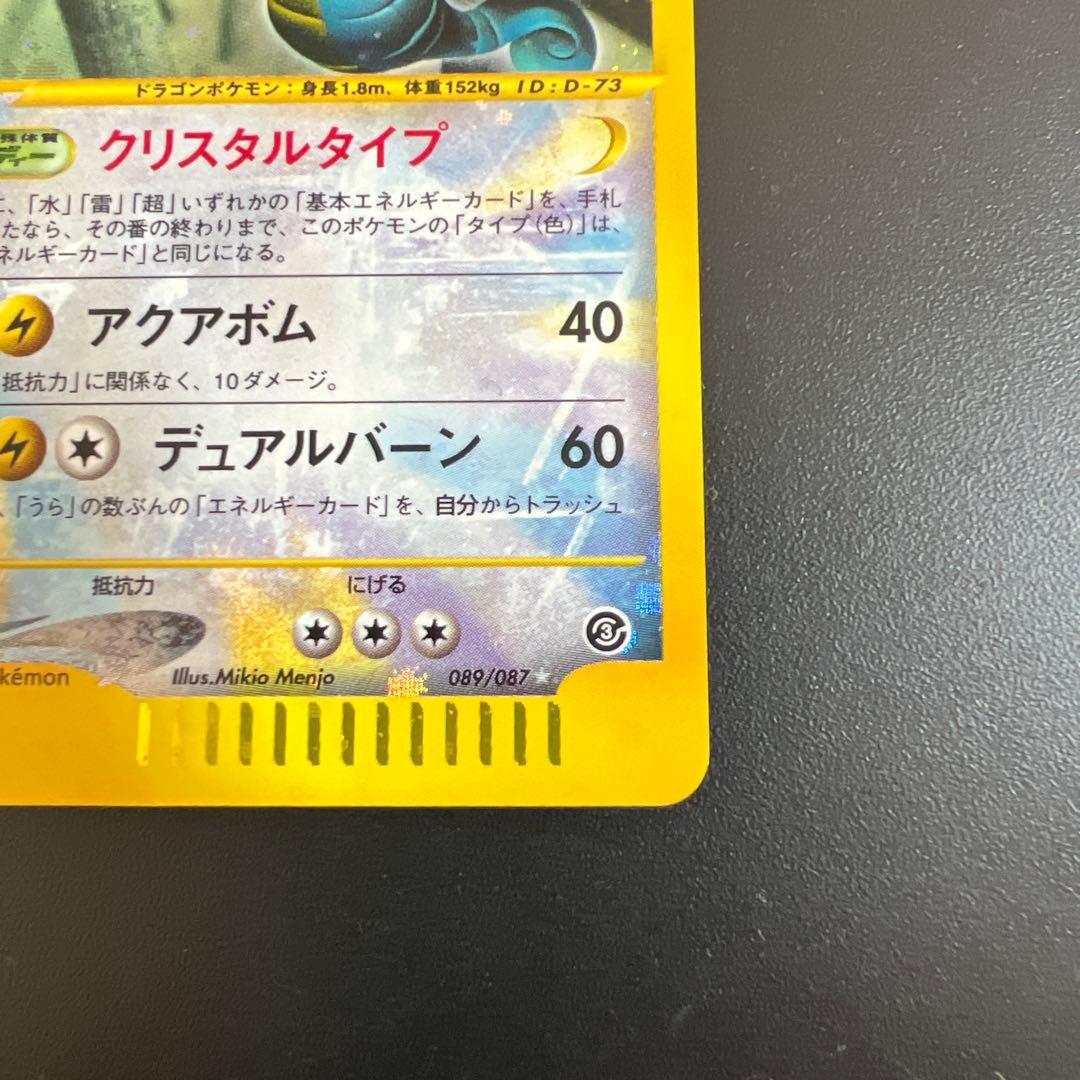 ドラゴンポケモン：身長1.8m、体重152kg ID：D-73
殊体質
ディー クリスタルタイプ
に、「水」「雷」「超」いずれかの「基本エネルギーカード」を、手札
たなら、その番の終わりまで、このポケモンの「タイプ（色）」は、
ネルギーカード」と同じになる。
アクアボム 40
抵抗力」に関係なく、10ダメージ。
デュアルバーン 60
、「うら」の数ぶんの「エネルギーカード」を、自分からトラッシュ
抵抗力 にげる
3
kémon Illus.Mikio Menjo 089/087